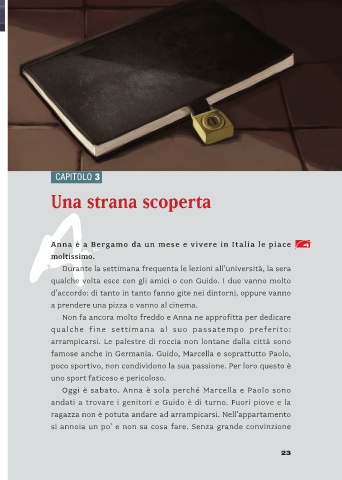 CAPITOLO 3
Una strana scoperta
Anna è a Bergamo da un mese e vivere in Italia le piace
moltissimo.
Durante la settimana frequenta le lezioni all'università, la sera
qualche volta esce con gli amici o con Guido. I due vanno molto
d'accordo: di tanto in tanto fanno gite nei dintorni, oppure vanno
a prendere una pizza o vanno al cinema.
Non fa ancora molto freddo e Anna ne approfitta per dedicare
qualche fine settimana al suo passatempo preferito:
arrampicarsi. Le palestre di roccia non lontane dalla città sono
famose anche in Germania. Guido, Marcella e soprattutto Paolo,
poco sportivo, non condividono la sua passione. Per loro questo è
uno sport faticoso e pericoloso.
Oggi è sabato. Anna è sola perché Marcella e Paolo sono
andati a trovare i genitori e Guido è di turno. Fuori piove e la
ragazza non è potuta andare ad arrampicarsi. Nell'appartamento
si annoia un po' e non sa cosa fare. Senza grande convinzione
23